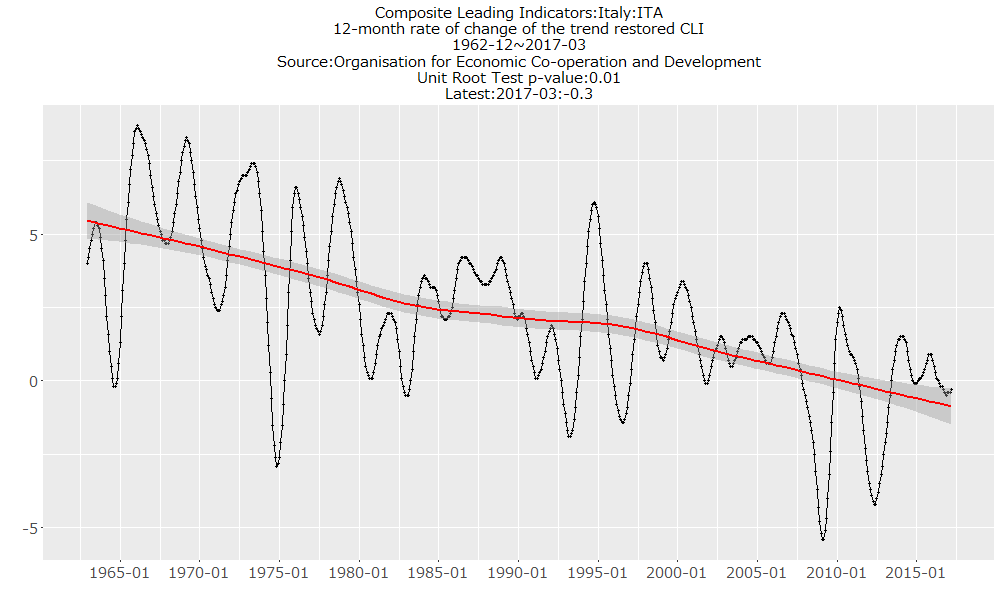 Composite Leading Indicators:Italy:ITA
12-month rate of change of the trend restored CLI
1962-12~2017-03
Source:Organisation for Economic Co-operation and Development
Unit Root Test p-value:0.01
Latest:2017-03:-0.3
5
0
-5
1965-01 1970-01 1975-01 1980-01 1985-01 1990-01 1995-01 2000-01 2005-01 2010-01 2015-01